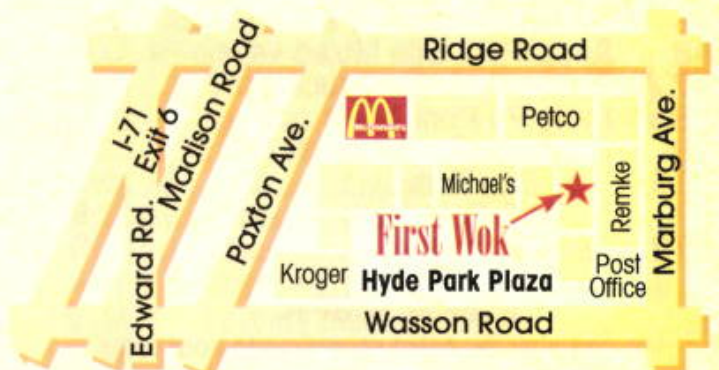 Ridge Road
I-71
Exit 6
Madison Road
Paxton Ave.
Edward Rd.
McDonald's
Petco
Marburg Ave.
Michael's
Remke
First Wok
Kroger
Hyde Park Plaza
Post
Office
Wasson Road